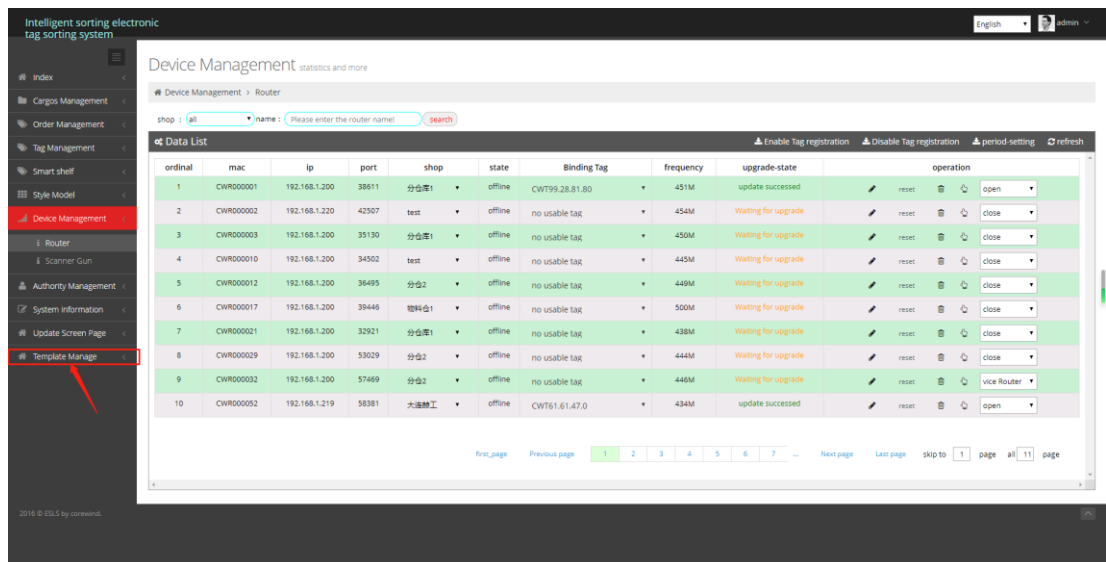 Intelligent sorting electronic
tag sorting system
English
admin
Index
Cargos Management
Order Management
Tag Management
Smart shelf
Style Model
Device Management
Router
Scanner Gun
Authority Management
System Information
Update Screen Page
Template Manage
Device Management statistics and more
Device Management > Router
shop : all name : Please enter the router name! search
Data List Enable Tag registration Disable Tag registration period-setting refresh
ordinal mac ip port shop state Binding Tag frequency upgrade-state operation
1 CWR000001 192.168.1.200 38611 分仓库1 offline CWT99.28.81.80 451M update successed reset open
2 CWR000002 192.168.1.220 42507 test offline no usable tag 454M Waiting for upgrade reset close
3 CWR000003 192.168.1.200 35130 分仓库1 offline no usable tag 450M Waiting for upgrade reset close
4 CWR000010 192.168.1.200 34502 test offline no usable tag 445M Waiting for upgrade reset close
5 CWR000012 192.168.1.200 36495 分仓2 offline no usable tag 449M Waiting for upgrade reset close
6 CWR000017 192.168.1.200 39446 物料仓1 offline no usable tag 500M Waiting for upgrade reset close
7 CWR000021 192.168.1.200 32921 分仓库1 offline no usable tag 438M Waiting for upgrade reset close
8 CWR000029 192.168.1.200 53029 分仓2 offline no usable tag 444M Waiting for upgrade reset close
9 CWR000032 192.168.1.200 57469 分仓2 offline no usable tag 446M Waiting for upgrade reset vice Router
10 CWR000052 192.168.1.219 58381 大连赫工 offline CWT61.61.47.0 434M update successed reset open
first_page Previous page 1 2 3 4 5 6 7 ... Next page Last page skip to 1 page all 11 page
2016 © ESLS by corewind.